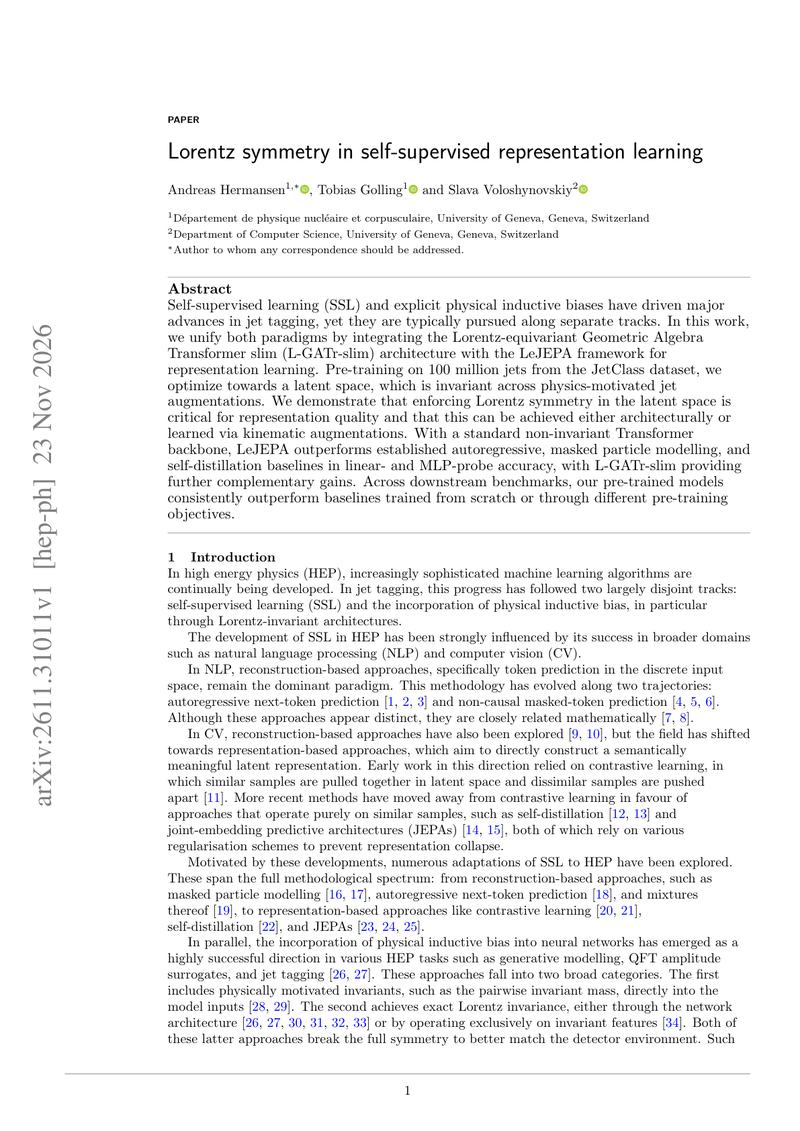 arXiv:2611.31011v1 [hep-ph] 23 Nov 2026
PAPER
Lorentz symmetry in self-supervised representation learning
Andreas Hermansen1,∗, Tobias Golling1 and Slava Voloshynovskiy2
1Département de physique nucléaire et corpusculaire, University of Geneva, Geneva, Switzerland
2Department of Computer Science, University of Geneva, Geneva, Switzerland
∗Author to whom any correspondence should be addressed.
Abstract
Self-supervised learning (SSL) and explicit physical inductive biases have driven major
advances in jet tagging, yet they are typically pursued along separate tracks. In this work,
we unify both paradigms by integrating the Lorentz-equivariant Geometric Algebra
Transformer slim (L-GATr-slim) architecture with the LeJEPA framework for
representation learning. Pre-training on 100 million jets from the JetClass dataset, we
optimize towards a latent space, which is invariant across physics-motivated jet
augmentations. We demonstrate that enforcing Lorentz symmetry in the latent space is
critical for representation quality and that this can be achieved either architecturally or
learned via kinematic augmentations. With a standard non-invariant Transformer
backbone, LeJEPA outperforms established autoregressive, masked particle modelling, and
self-distillation baselines in linear- and MLP-probe accuracy, with L-GATr-slim providing
further complementary gains. Across downstream benchmarks, our pre-trained models
consistently outperform baselines trained from scratch or through different pre-training
objectives.
1 Introduction
In high energy physics (HEP), increasingly sophisticated machine learning algorithms are
continually being developed. In jet tagging, this progress has followed two largely disjoint tracks:
self-supervised learning (SSL) and the incorporation of physical inductive bias, in particular
through Lorentz-invariant architectures.
The development of SSL in HEP has been strongly influenced by its success in broader domains
such as natural language processing (NLP) and computer vision (CV).
In NLP, reconstruction-based approaches, specifically token prediction in the discrete input
space, remain the dominant paradigm. This methodology has evolved along two trajectories:
autoregressive next-token prediction [1, 2, 3] and non-causal masked-token prediction [4, 5, 6].
Although these approaches appear distinct, they are closely related mathematically [7, 8].
In CV, reconstruction-based approaches have also been explored [9, 10], but the field has shifted
towards representation-based approaches, which aim to directly construct a semantically
meaningful latent representation. Early work in this direction relied on contrastive learning, in
which similar samples are pulled together in latent space and dissimilar samples are pushed
apart [11]. More recent methods have moved away from contrastive learning in favour of
approaches that operate purely on similar samples, such as self-distillation [12, 13] and
joint-embedding predictive architectures (JEPAs) [14, 15], both of which rely on various
regularisation schemes to prevent representation collapse.
Motivated by these developments, numerous adaptations of SSL to HEP have been explored.
These span the full methodological spectrum: from reconstruction-based approaches, such as
masked particle modelling [16, 17], autoregressive next-token prediction [18], and mixtures
thereof [19], to representation-based approaches like contrastive learning [20, 21],
self-distillation [22], and JEPAs [23, 24, 25].
In parallel, the incorporation of physical inductive bias into neural networks has emerged as a
highly successful direction in various HEP tasks such as generative modelling, QFT amplitude
surrogates, and jet tagging [26, 27]. These approaches fall into two broad categories. The first
includes physically motivated invariants, such as the pairwise invariant mass, directly into the
model inputs [28, 29]. The second achieves exact Lorentz invariance, either through the network
architecture [26, 27, 30, 31, 32, 33] or by operating exclusively on invariant features [34]. Both of
these latter approaches break the full symmetry to better match the detector environment. Such
1